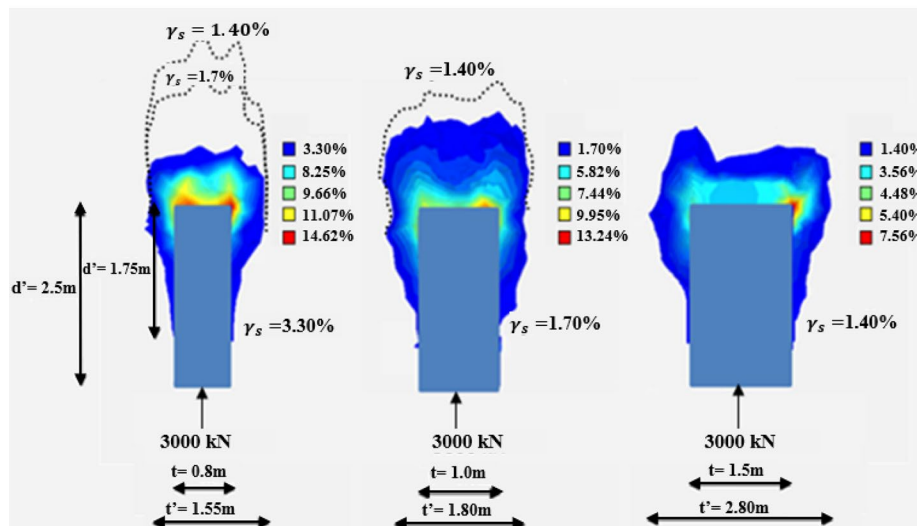 γs = 1.40%
γs =1.7%
3.30%
8.25%
9.66%
11.07%
14.62%
d’= 1.75m
d’= 2.5m
γs =3.30%
3000 kN
t= 0.8m
t’= 1.55m
γs =1.40%
1.70%
5.82%
7.44%
9.95%
13.24%
γs =1.70%
3000 kN
t= 1.0m
t’= 1.80m
1.40%
3.56%
4.48%
5.40%
7.56%
γs =1.40%
3000 kN
t= 1.5m
t’= 2.80m